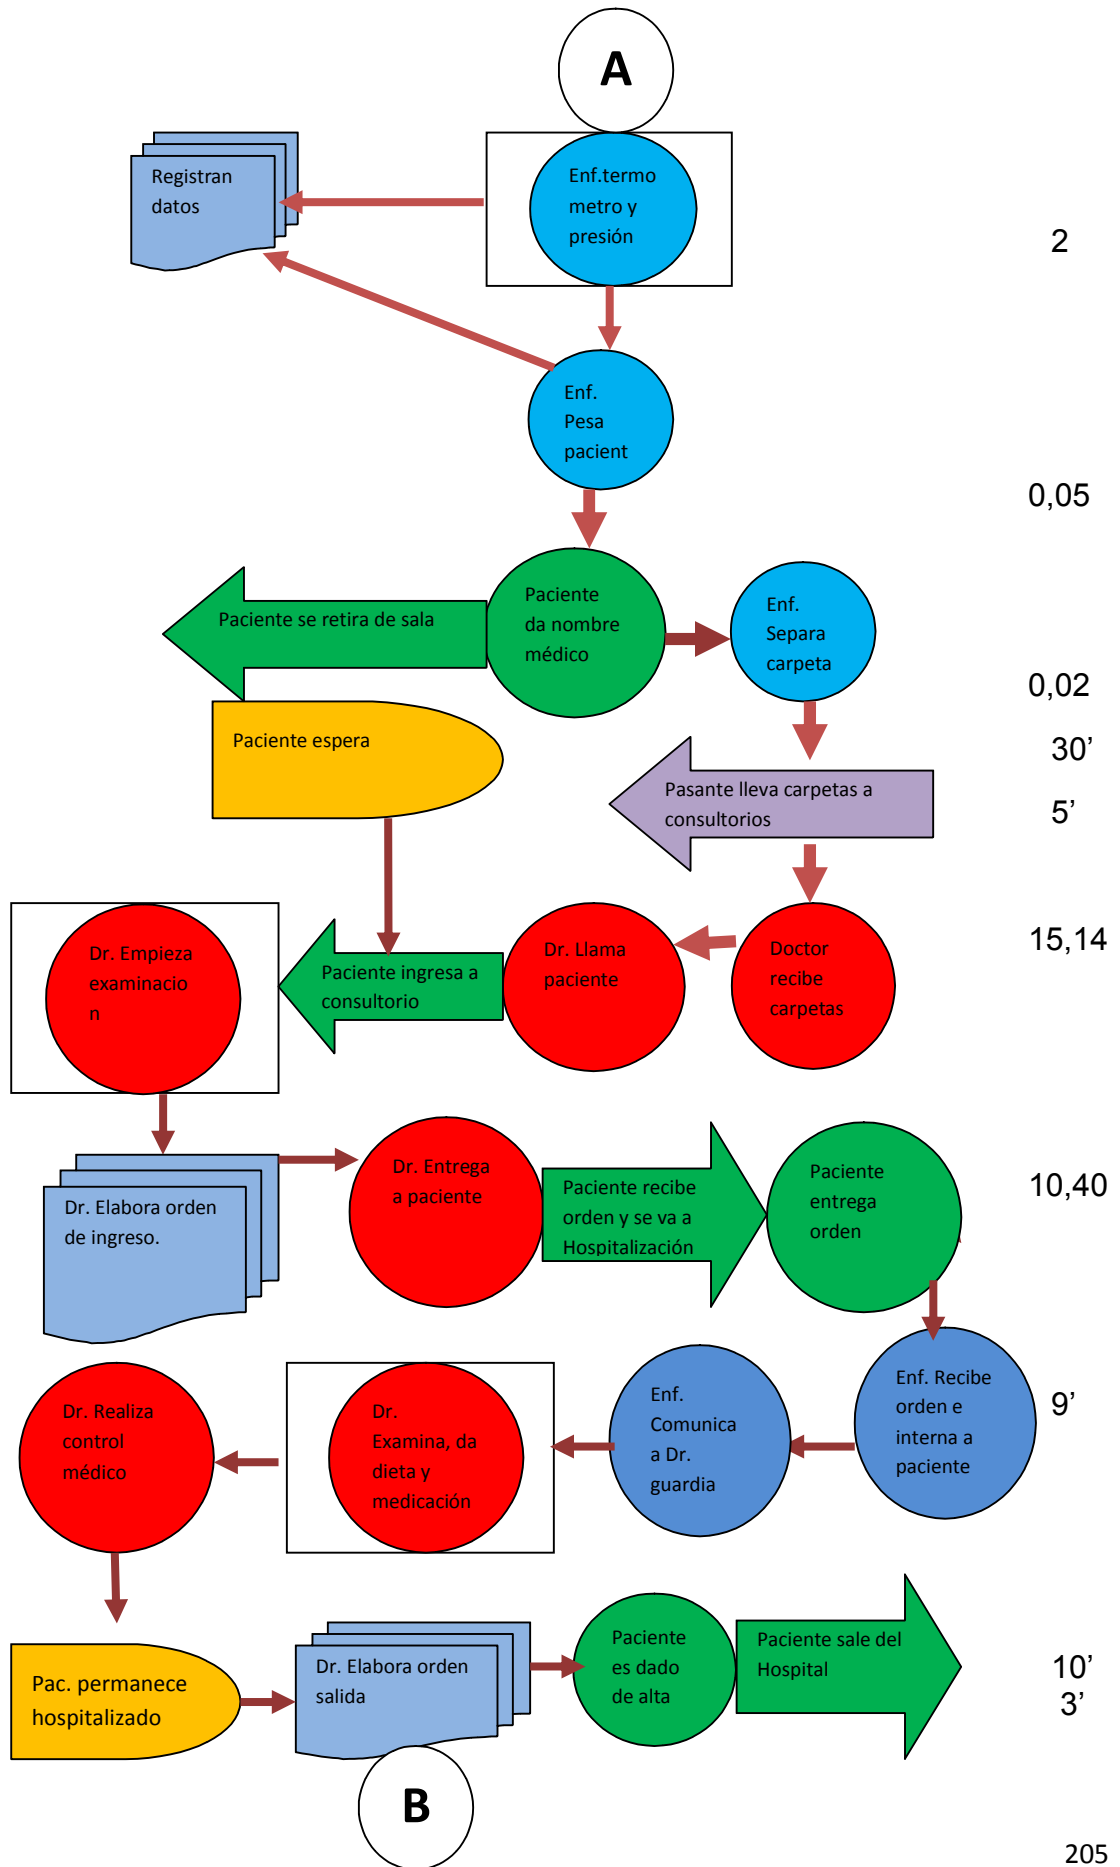 A
Registran
datos
Enf.termo
metro y
presión
2
Enf.
Pesa
pacient
0,05
Paciente se retira de sala
Paciente
da nombre
médico
Enf.
Separa
carpeta
0,02
Paciente espera
30’
Pasante lleva carpetas a
consultorios
5’
Dr. Empieza
examinacio
n
Paciente ingresa a
consultorio
Dr. Llama
paciente
Doctor
recibe
carpetas
15,14
Dr. Elabora orden
de ingreso.
Dr. Entrega
a paciente
Paciente recibe
orden y se va a
Hospitalización
Paciente
entrega
orden
10,40
Dr. Realiza
control
médico
Dr.
Examina, da
dieta y
medicación
Enf.
Comunica
a Dr.
guardia
Enf. Recibe
orden e
interna a
paciente
9’
Pac. permanece
hospitalizado
Dr. Elabora orden
salida
Paciente
es dado
de alta
Paciente sale del
Hospital
10’
3’
B
205